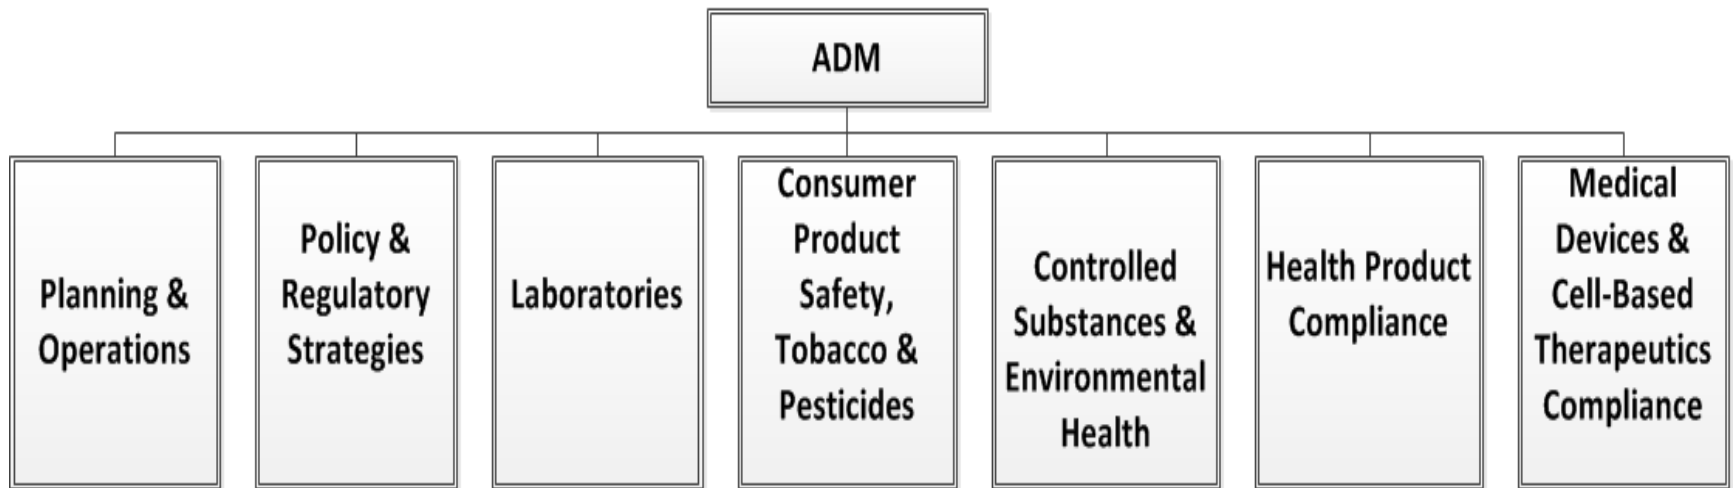 ADM
Planning &
Operations
Policy &
Regulatory
Strategies
Laboratories
Consumer
Product
Safety,
Tobacco &
Pesticides
Controlled
Substances &
Environmental
Health
Health Product
Compliance
Medical
Devices &
Cell-Based
Therapeutics
Compliance